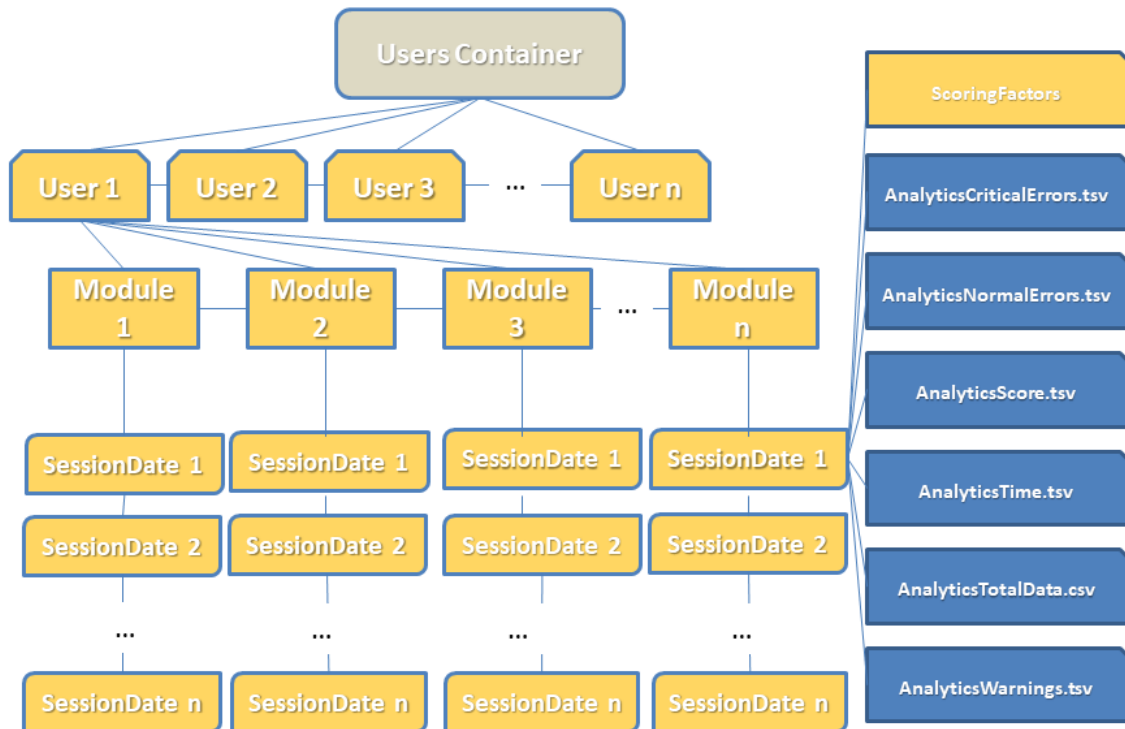 Users Container
ScoringFactors
User 1
User 2
User 3
...
User n
AnalyticsCriticalErrors.tsv
Module
1
Module
2
Module
3
...
Module
n
AnalyticsNormalErrors.tsv
AnalyticsScore.tsv
SessionDate 1
SessionDate 1
SessionDate 1
SessionDate 1
AnalyticsTime.tsv
SessionDate 2
SessionDate 2
SessionDate 2
SessionDate 2
AnalyticsTotalData.csv
...
...
...
...
SessionDate n
SessionDate n
SessionDate n
SessionDate n
AnalyticsWarnings.tsv